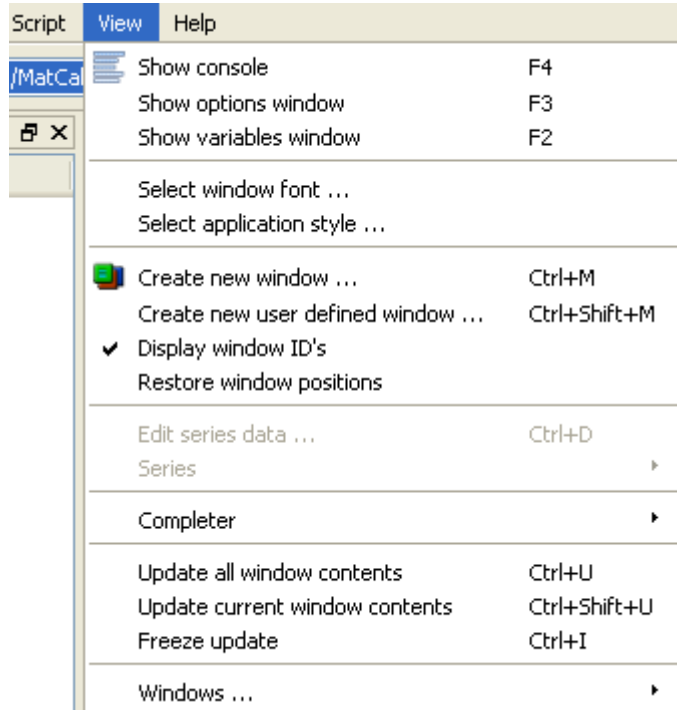 Script View Help
/MatCal
Show console F4
Show options window F3
Show variables window F2
Select window font ...
Select application style ...
Create new window ... Ctrl+M
Create new user defined window ... Ctrl+Shift+M
Display window ID's
Restore window positions
Edit series data ... Ctrl+D
Series
Completer
Update all window contents Ctrl+U
Update current window contents Ctrl+Shift+U
Freeze update Ctrl+I
Windows ...